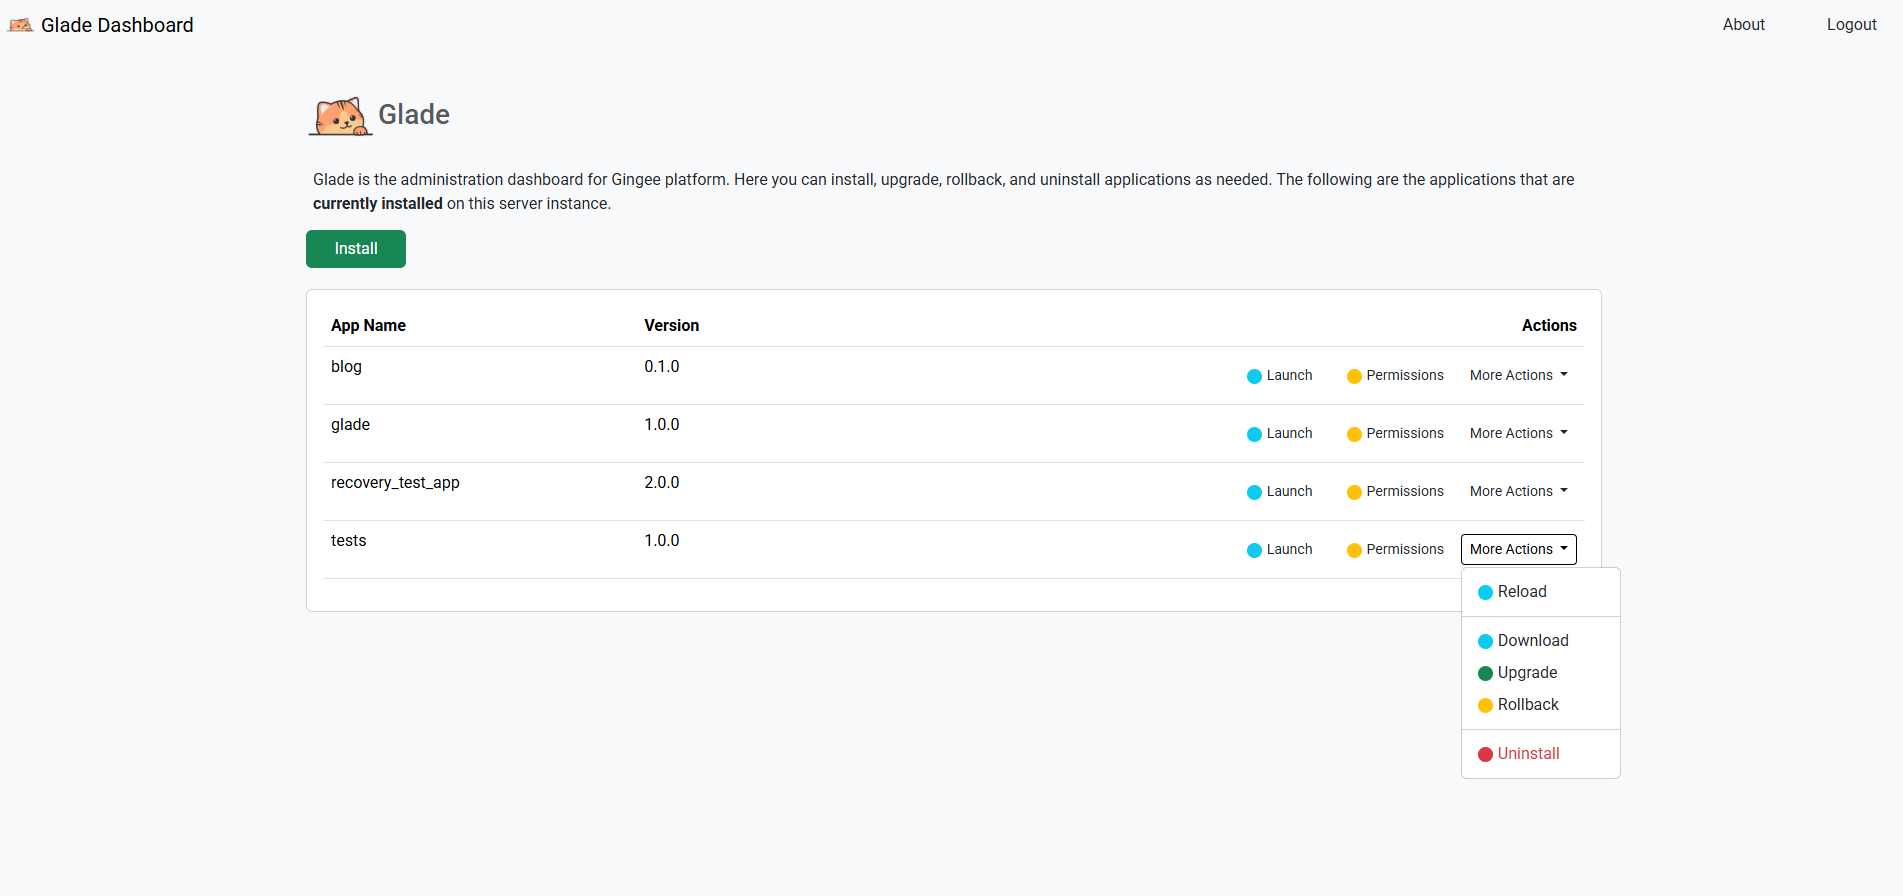 Glade Dashboard
About
Logout
Glade
Glade is the administration dashboard for Gingee platform. Here you can install, upgrade, rollback, and uninstall applications as needed. The following are the applications that are
currently installed on this server instance.
Install
App Name Version Actions
blog 0.1.0 Launch Permissions More Actions
glade 1.0.0 Launch Permissions More Actions
recovery_test_app 2.0.0 Launch Permissions More Actions
tests 1.0.0 Launch Permissions More Actions
Reload
Download
Upgrade
Rollback
Uninstall